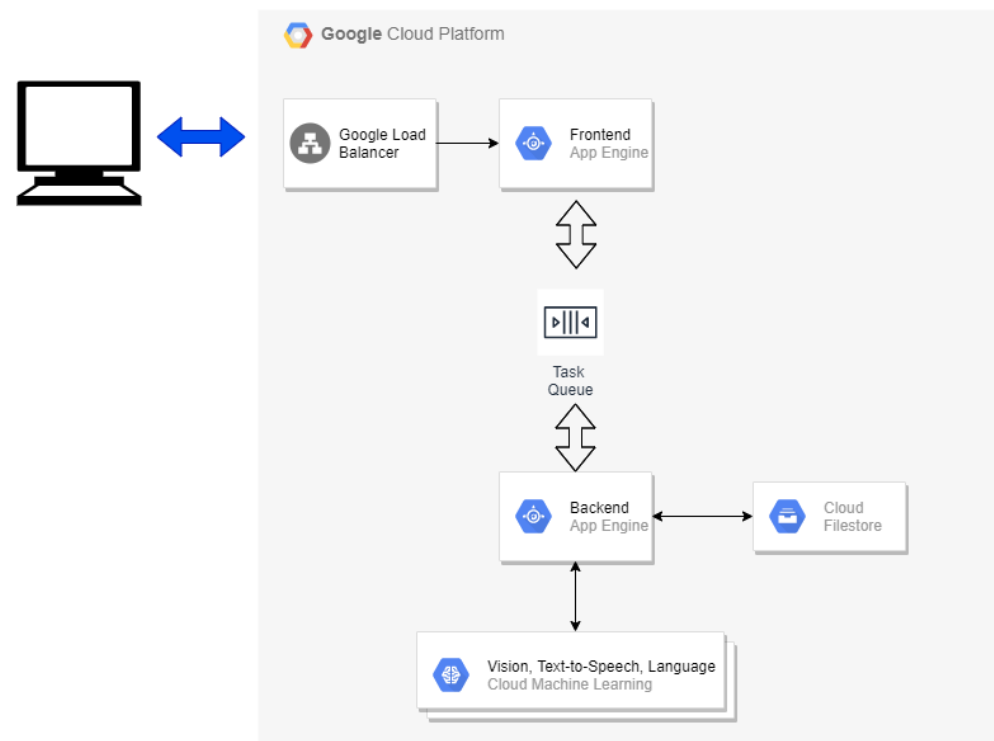 Google Cloud Platform
Google Load
Balancer
Frontend
App Engine
Task
Queue
Backend
App Engine
Cloud
Filestore
Vision, Text-to-Speech, Language
Cloud Machine Learning